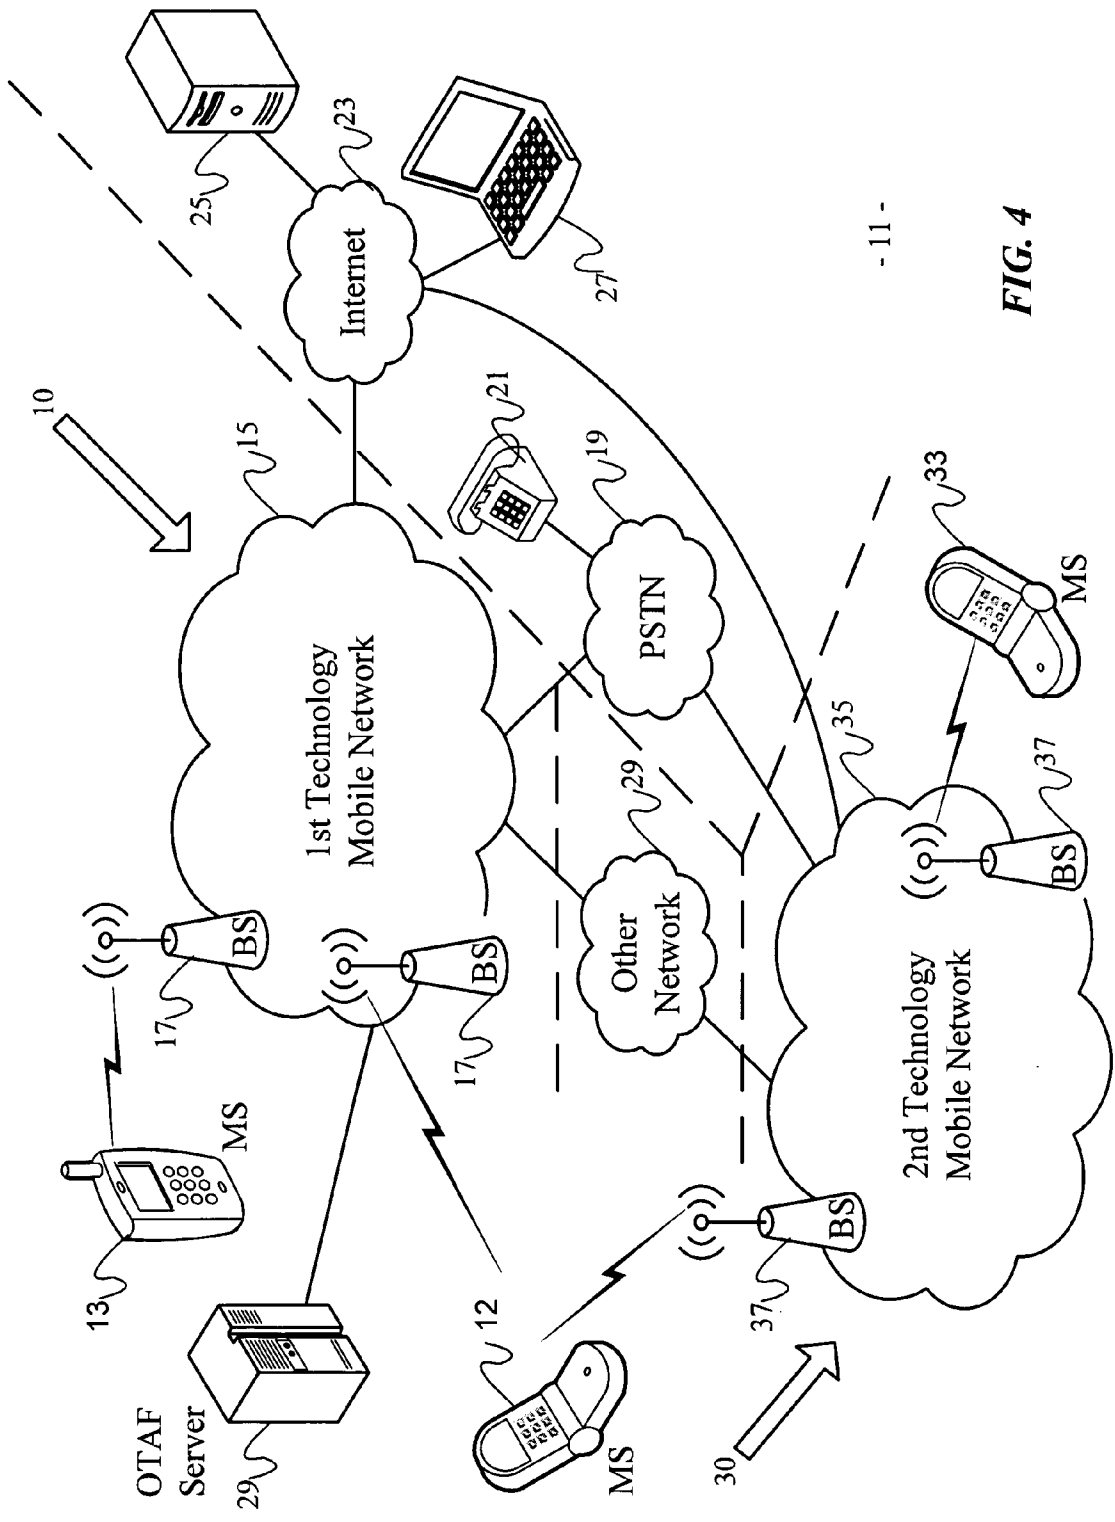 OTAF
Server
29
13
MS
17
BS
10
15
25
1st Technology
Mobile Network
Internet
23
12
MS
17
BS
21
27
Other
Network
29
PSTN
19
30
37
BS
2nd Technology
Mobile Network
35
BS
37
33
MS
- 11 -
FIG. 4